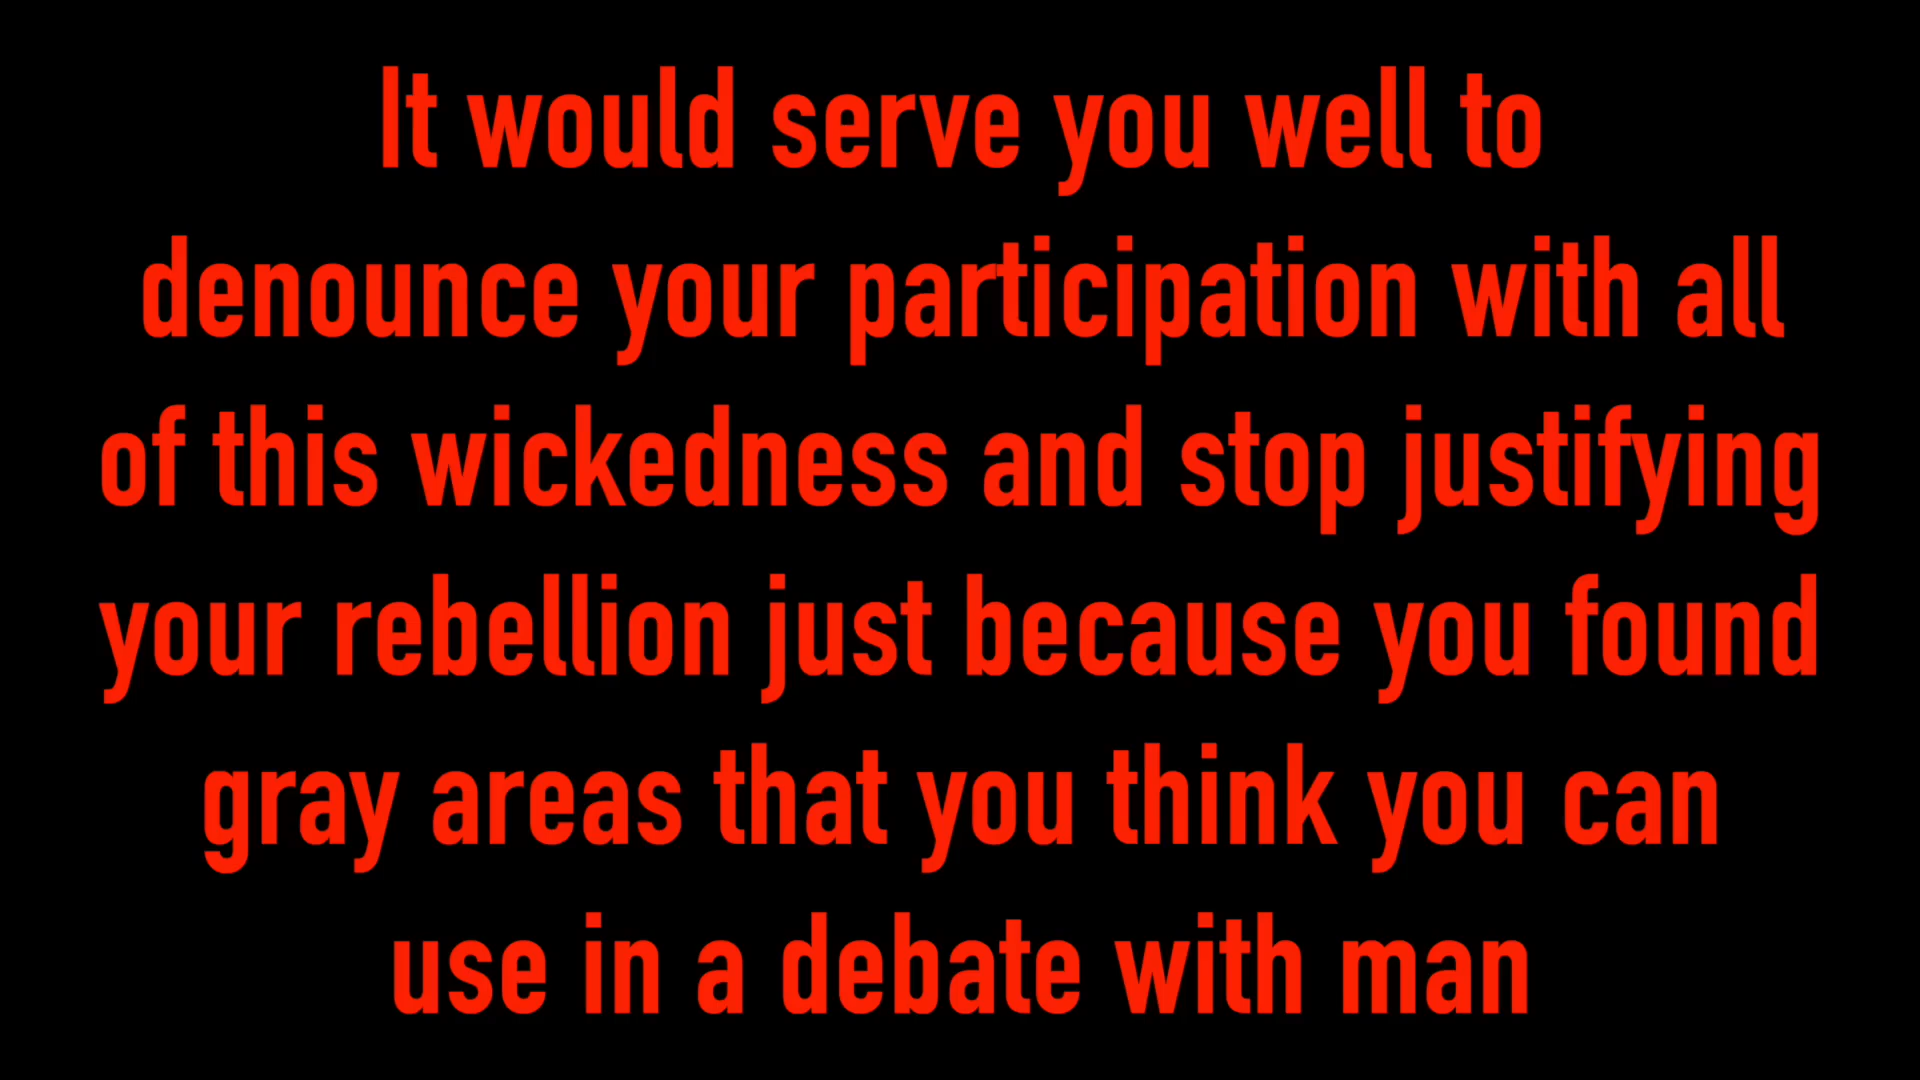 It would serve you well to
denounce your participation with all
of this wickedness and stop justifying
your rebellion just because you found
gray areas that you think you can
use in a debate with man